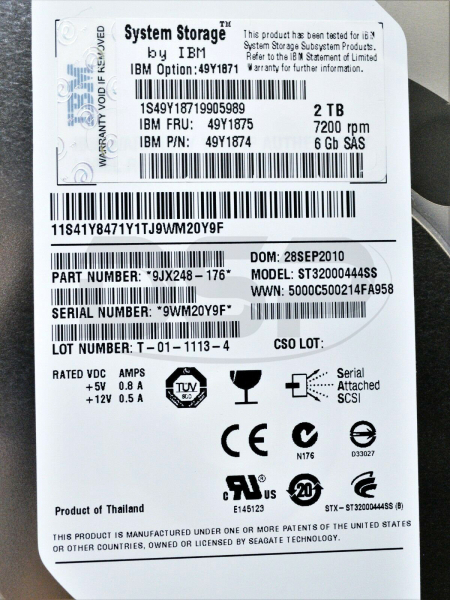 System Storage™
by IBM
IBM Option:49Y1871
This product has been tested for IBM
System Storage Subsystem Products.
Refer to the IBM Statement of Limited
Warranty for further information.
WARRANTY VOID IF REMOVED
IBM
1S49Y18719905989
IBM FRU: 49Y1875
IBM P/N: 49Y1874
2 TB
7200 rpm
6 Gb SAS
11S41Y8471Y1TJ9WM20Y9F
PART NUMBER: *9JX248-176*
SERIAL NUMBER: *9WM20Y9F*
LOT NUMBER: T-01-1113-4
DOM: 28SEP2010
MODEL: ST32000444SS
WWN: 5000C500214FA958
CSO LOT:
DSP
RATED VDC AMPS
+5V 0.8 A
+12V 0.5 A
TUV
Serial
Attached
SCSI
CE
N176
D33027
c RU® US
E145123
20
STX-ST32000444SS (B)
Product of Thailand
THIS PRODUCT IS MANUFACTURED UNDER ONE OR MORE PATENTS OF THE UNITED STATES
OR OTHER COUNTRIES, OWNED OR LICENSED BY SEAGATE TECHNOLOGY.